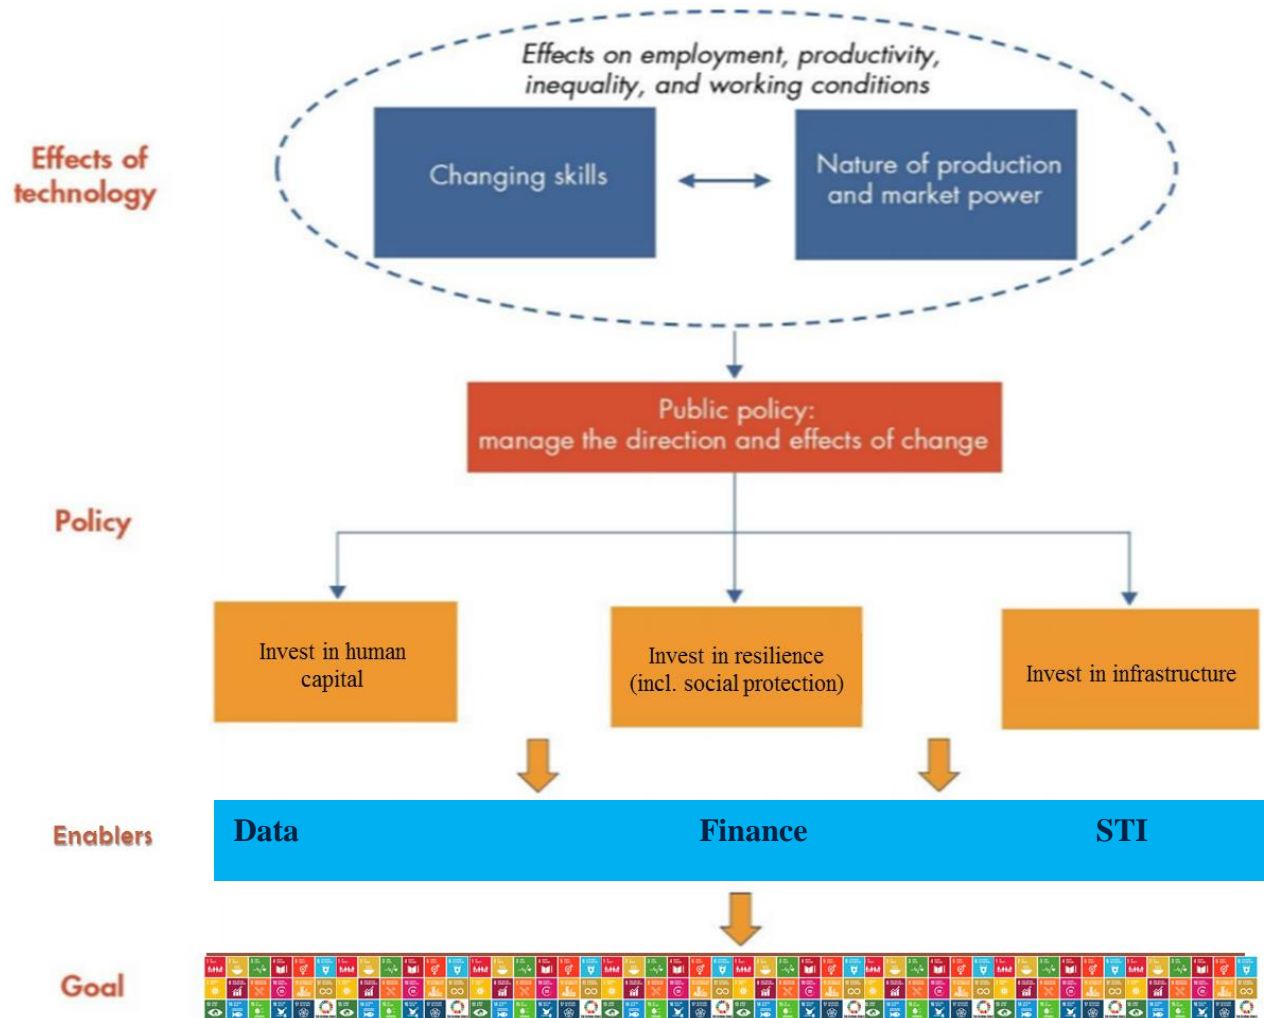 Effects on employment, productivity,
inequality, and working conditions
Effects of
technology
Changing skills
Nature of production
and market power
Public policy:
manage the direction and effects of change
Policy
Invest in human
capital
Invest in resilience
(incl. social protection)
Invest in infrastructure
Enablers
Data
Finance
STI
Goal